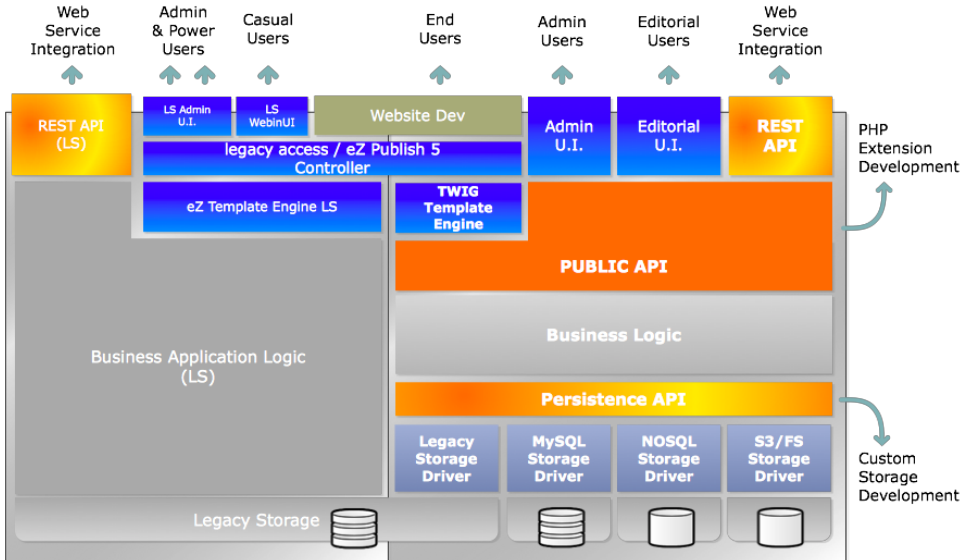 Web
Service
Integration
Admin
& Power
Users
Casual
Users
End
Users
Admin
Users
Editorial
Users
Web
Service
Integration
REST API
(LS)
LS Admin
U.I.
LS
WebinUI
Website Dev
Admin
U.I.
Editorial
U.I.
REST
API
PHP
Extension
Development
legacy access / eZ Publish 5
Controller
eZ Template Engine LS
TWIG
Template
Engine
PUBLIC API
Business Logic
Business Application Logic
(LS)
Persistence API
Legacy
Storage
Driver
MySQL
Storage
Driver
NOSQL
Storage
Driver
S3/FS
Storage
Driver
Custom
Storage
Development
Legacy Storage